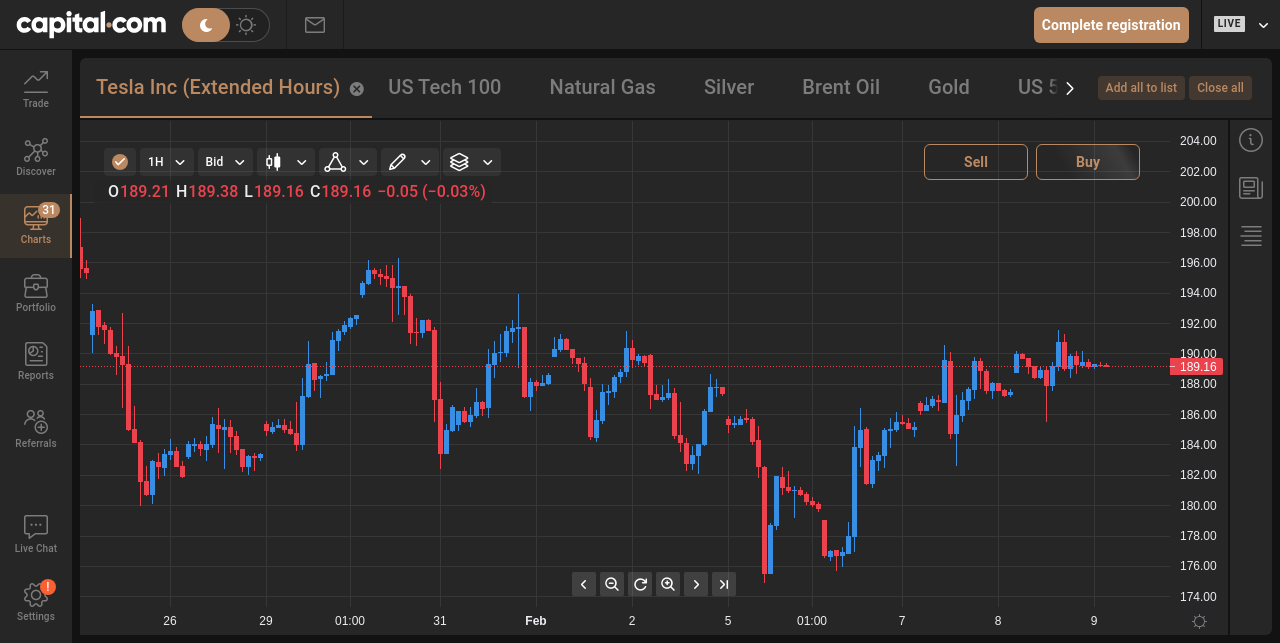 capital.com
Complete registration
LIVE
Trade
Discover
31
Charts
Portfolio
Reports
Referrals
Live Chat
!
Settings
Tesla Inc (Extended Hours)
US Tech 100
Natural Gas
Silver
Brent Oil
Gold
US 5
Add all to list
Close all
1H
Bid
Sell
Buy
O189.21 H189.38 L189.16 C189.16 −0.05 (−0.03%)
204.00
202.00
200.00
198.00
196.00
194.00
192.00
190.00
189.16
188.00
186.00
184.00
182.00
180.00
178.00
176.00
174.00
26 29 01:00 31 Feb 2 5 01:00 7 8 9